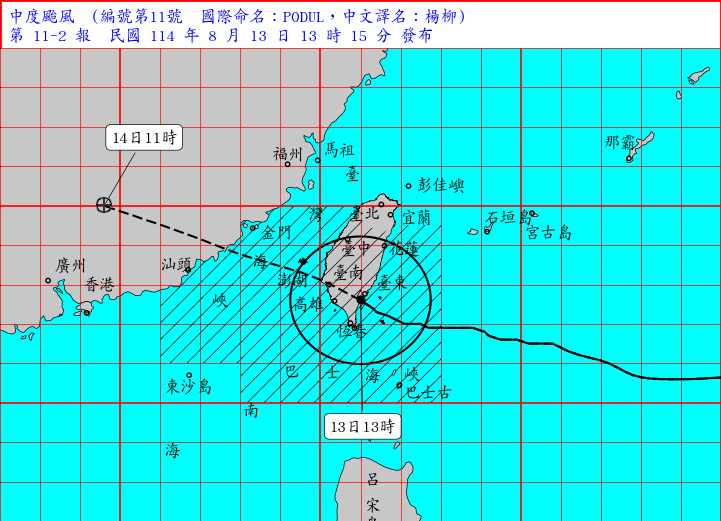 中度颱風 (編號第11號 國際命名：PODUL，中文譯名：楊柳)
第 11-2 報 民國 114 年 8 月 13 日 13 時 15 分 發布
14日11時
福州
馬祖
那霸
臺
彭佳嶼
灣
臺北
宜蘭
石垣島
宮古島
金門
臺中
花蓮
海
廣州
汕頭
澎湖
臺南
臺東
香港
峽
高雄
恆春
巴
士
海
峽
東沙島
巴士古
南
13日13時
海
呂
宋